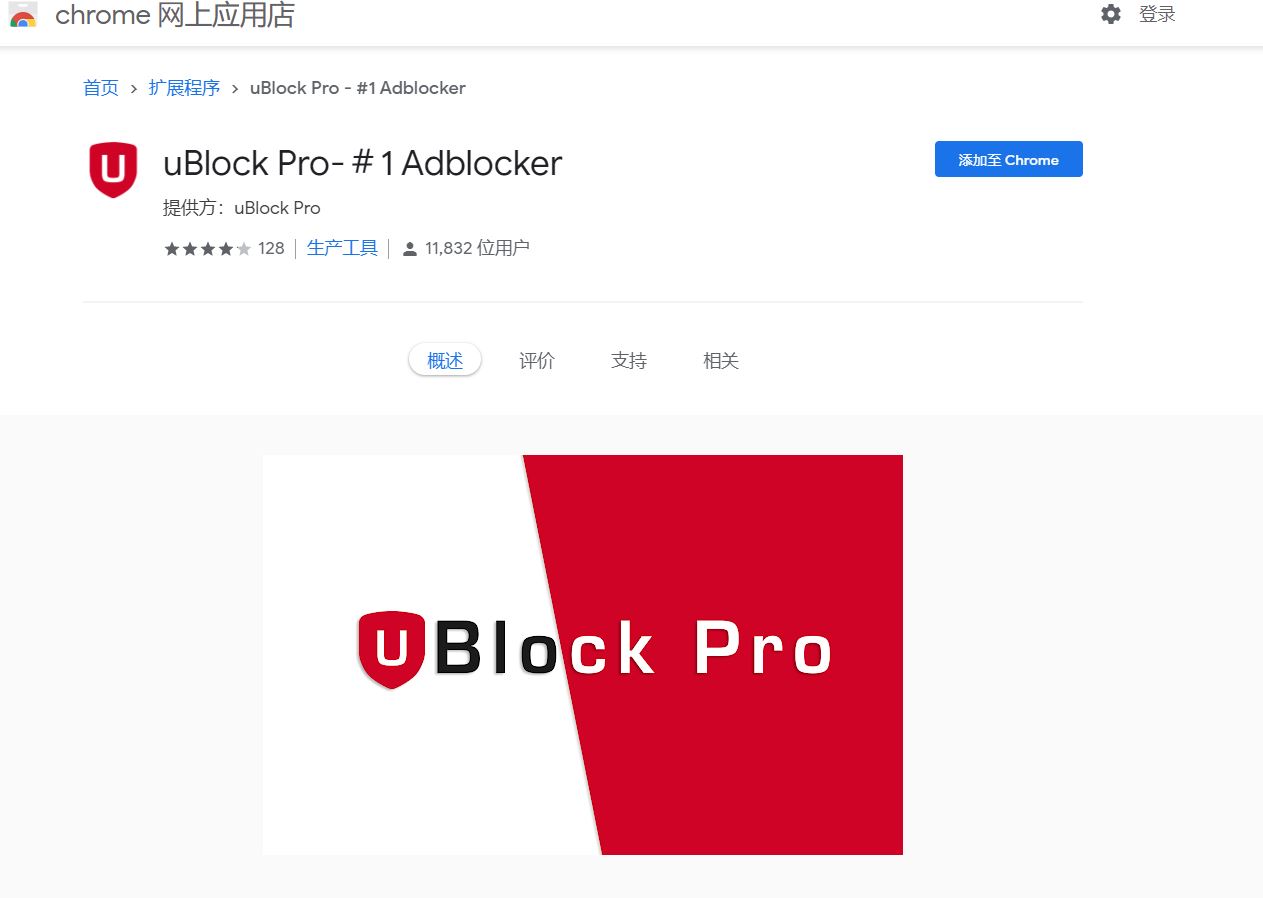 chrome 网上应用店
登录
首页 › 扩展程序 › uBlock Pro - #1 Adblocker
U
uBlock Pro-＃1 Adblocker
添加至 Chrome
提供方：uBlock Pro
128 生产工具 11,832 位用户
概述 评价 支持 相关
U Block Pro